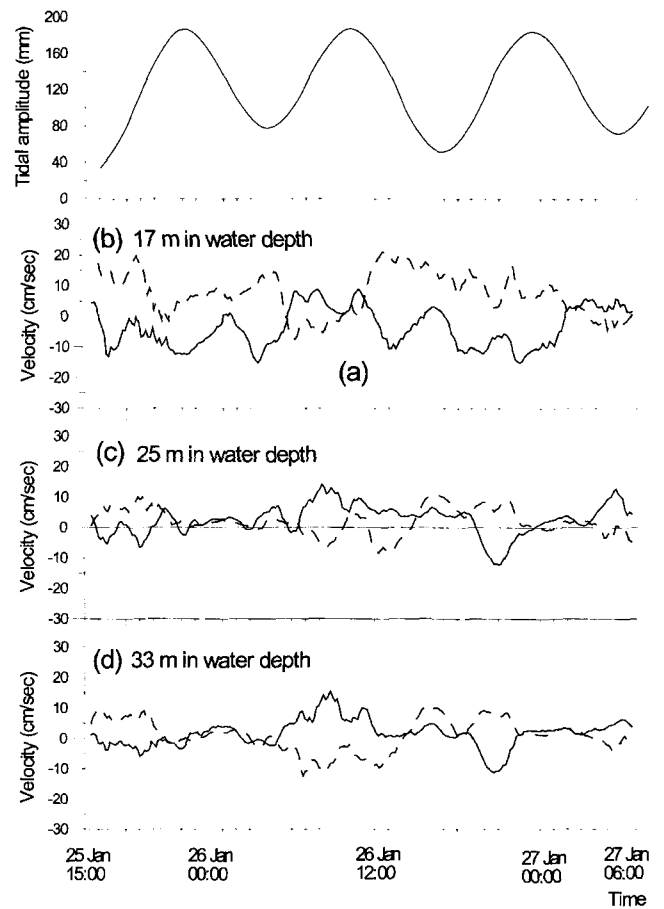 200
160
120
80
40
0
Tidal amplitude (mm)
(b) 17 m in water depth
30
20
10
0
-10
-20
-30
Velocity (cm/sec)
(a)
(c) 25 m in water depth
30
20
10
0
-10
-20
-30
Velocity (cm/sec)
(d) 33 m in water depth
30
20
10
0
-10
-20
-30
Velocity (cm/sec)
25 Jan 26 Jan 26 Jan 27 Jan 27 Jan
15:00 00:00 12:00 00:00 06:00
Time